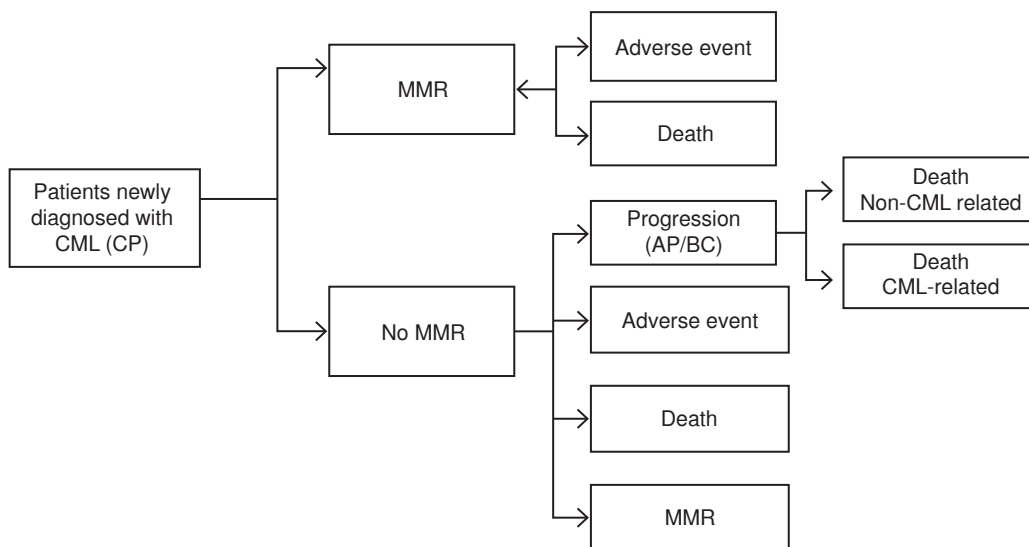 Patients newly
diagnosed with
CML (CP)
MMR
Adverse event
Death
No MMR
Progression
(AP/BC)
Death
Non-CML related
Death
CML-related
Adverse event
Death
MMR